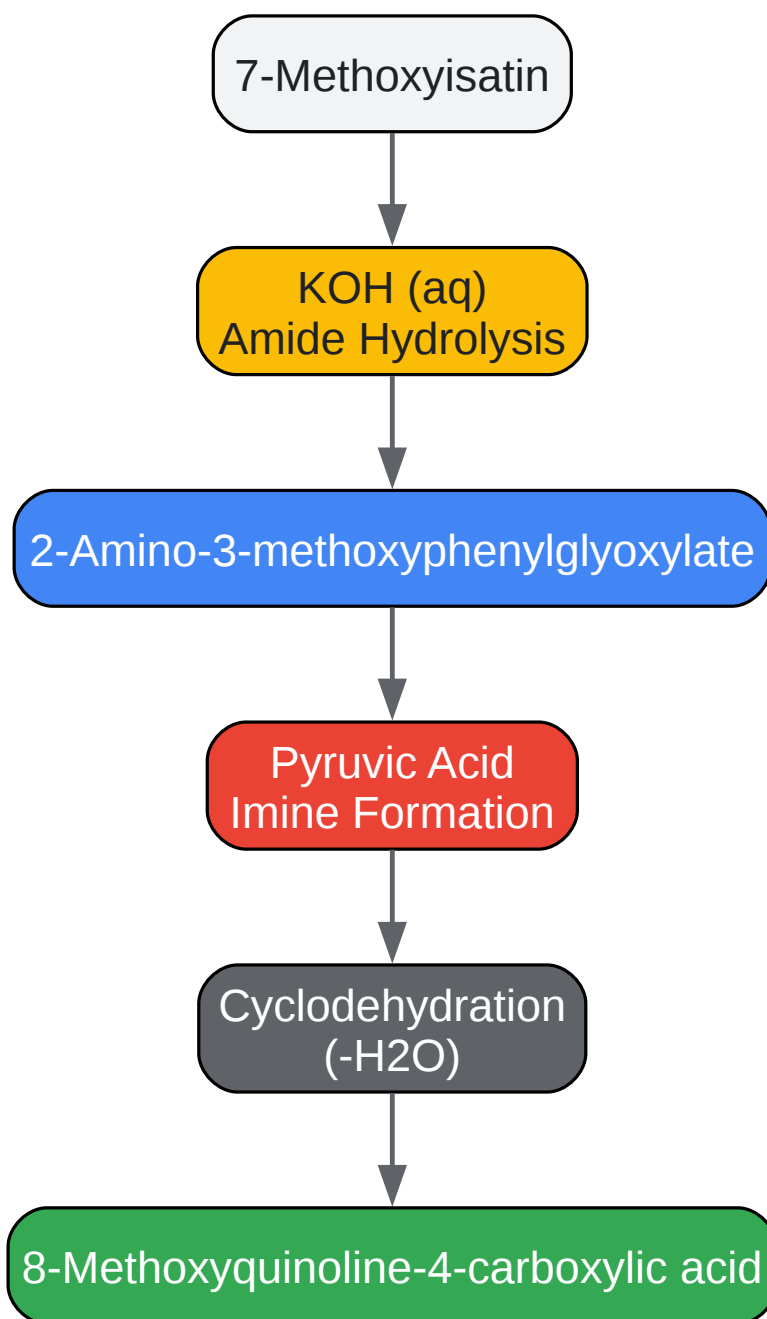 7-Methoxyisatin
KOH (aq)
Amide Hydrolysis
2-Amino-3-methoxyphenylglyoxylate
Pyruvic Acid
Imine Formation
Cyclodehydration
(-H2O)
8-Methoxyquinoline-4-carboxylic acid